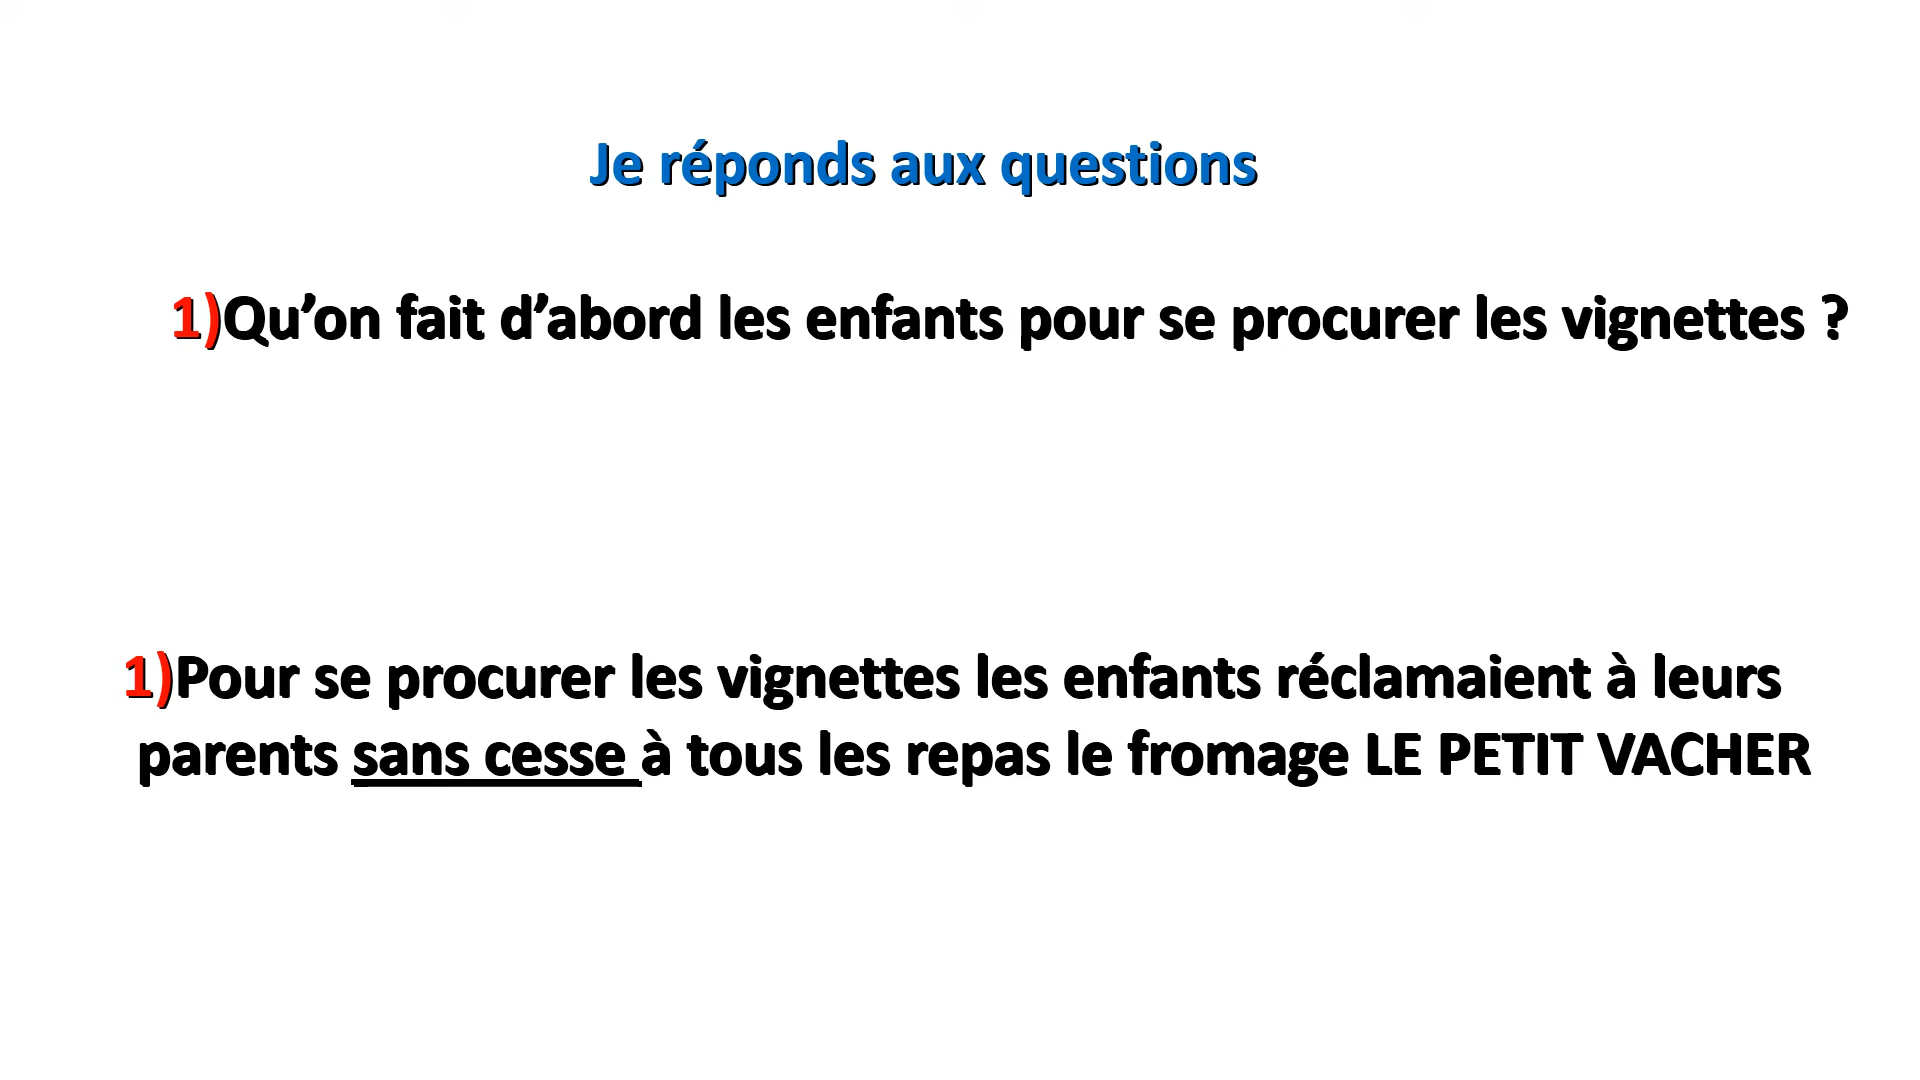 Je réponds aux questions
1)Qu’on fait d’abord les enfants pour se procurer les vignettes ?
1)Pour se procurer les vignettes les enfants réclamaient à leurs
parents sans cesse à tous les repas le fromage LE PETIT VACHER